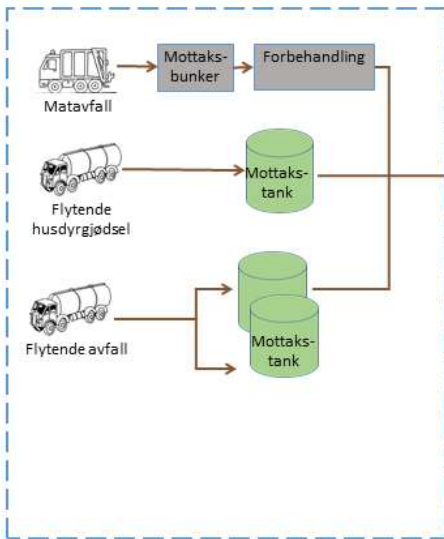 Mottaks-
bunker
Forbehandling
Matavfall
Mottaks-
tank
Flytende
husdyrgjødsel
Mottaks-
tank
Flytende avfall